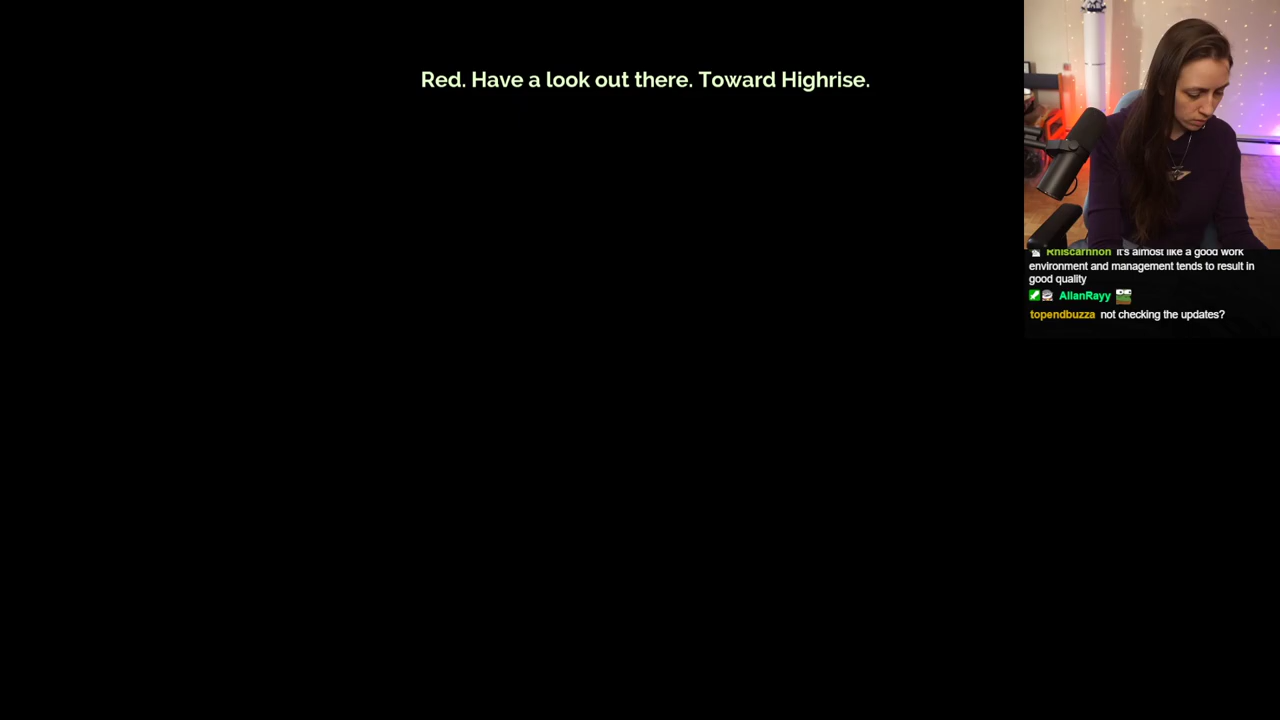 Red. Have a look out there. Toward Highrise.
Rhiscarnnon it's almost like a good work
environment and management tends to result in
good quality
AllanRayy
topendbuzza not checking the updates?